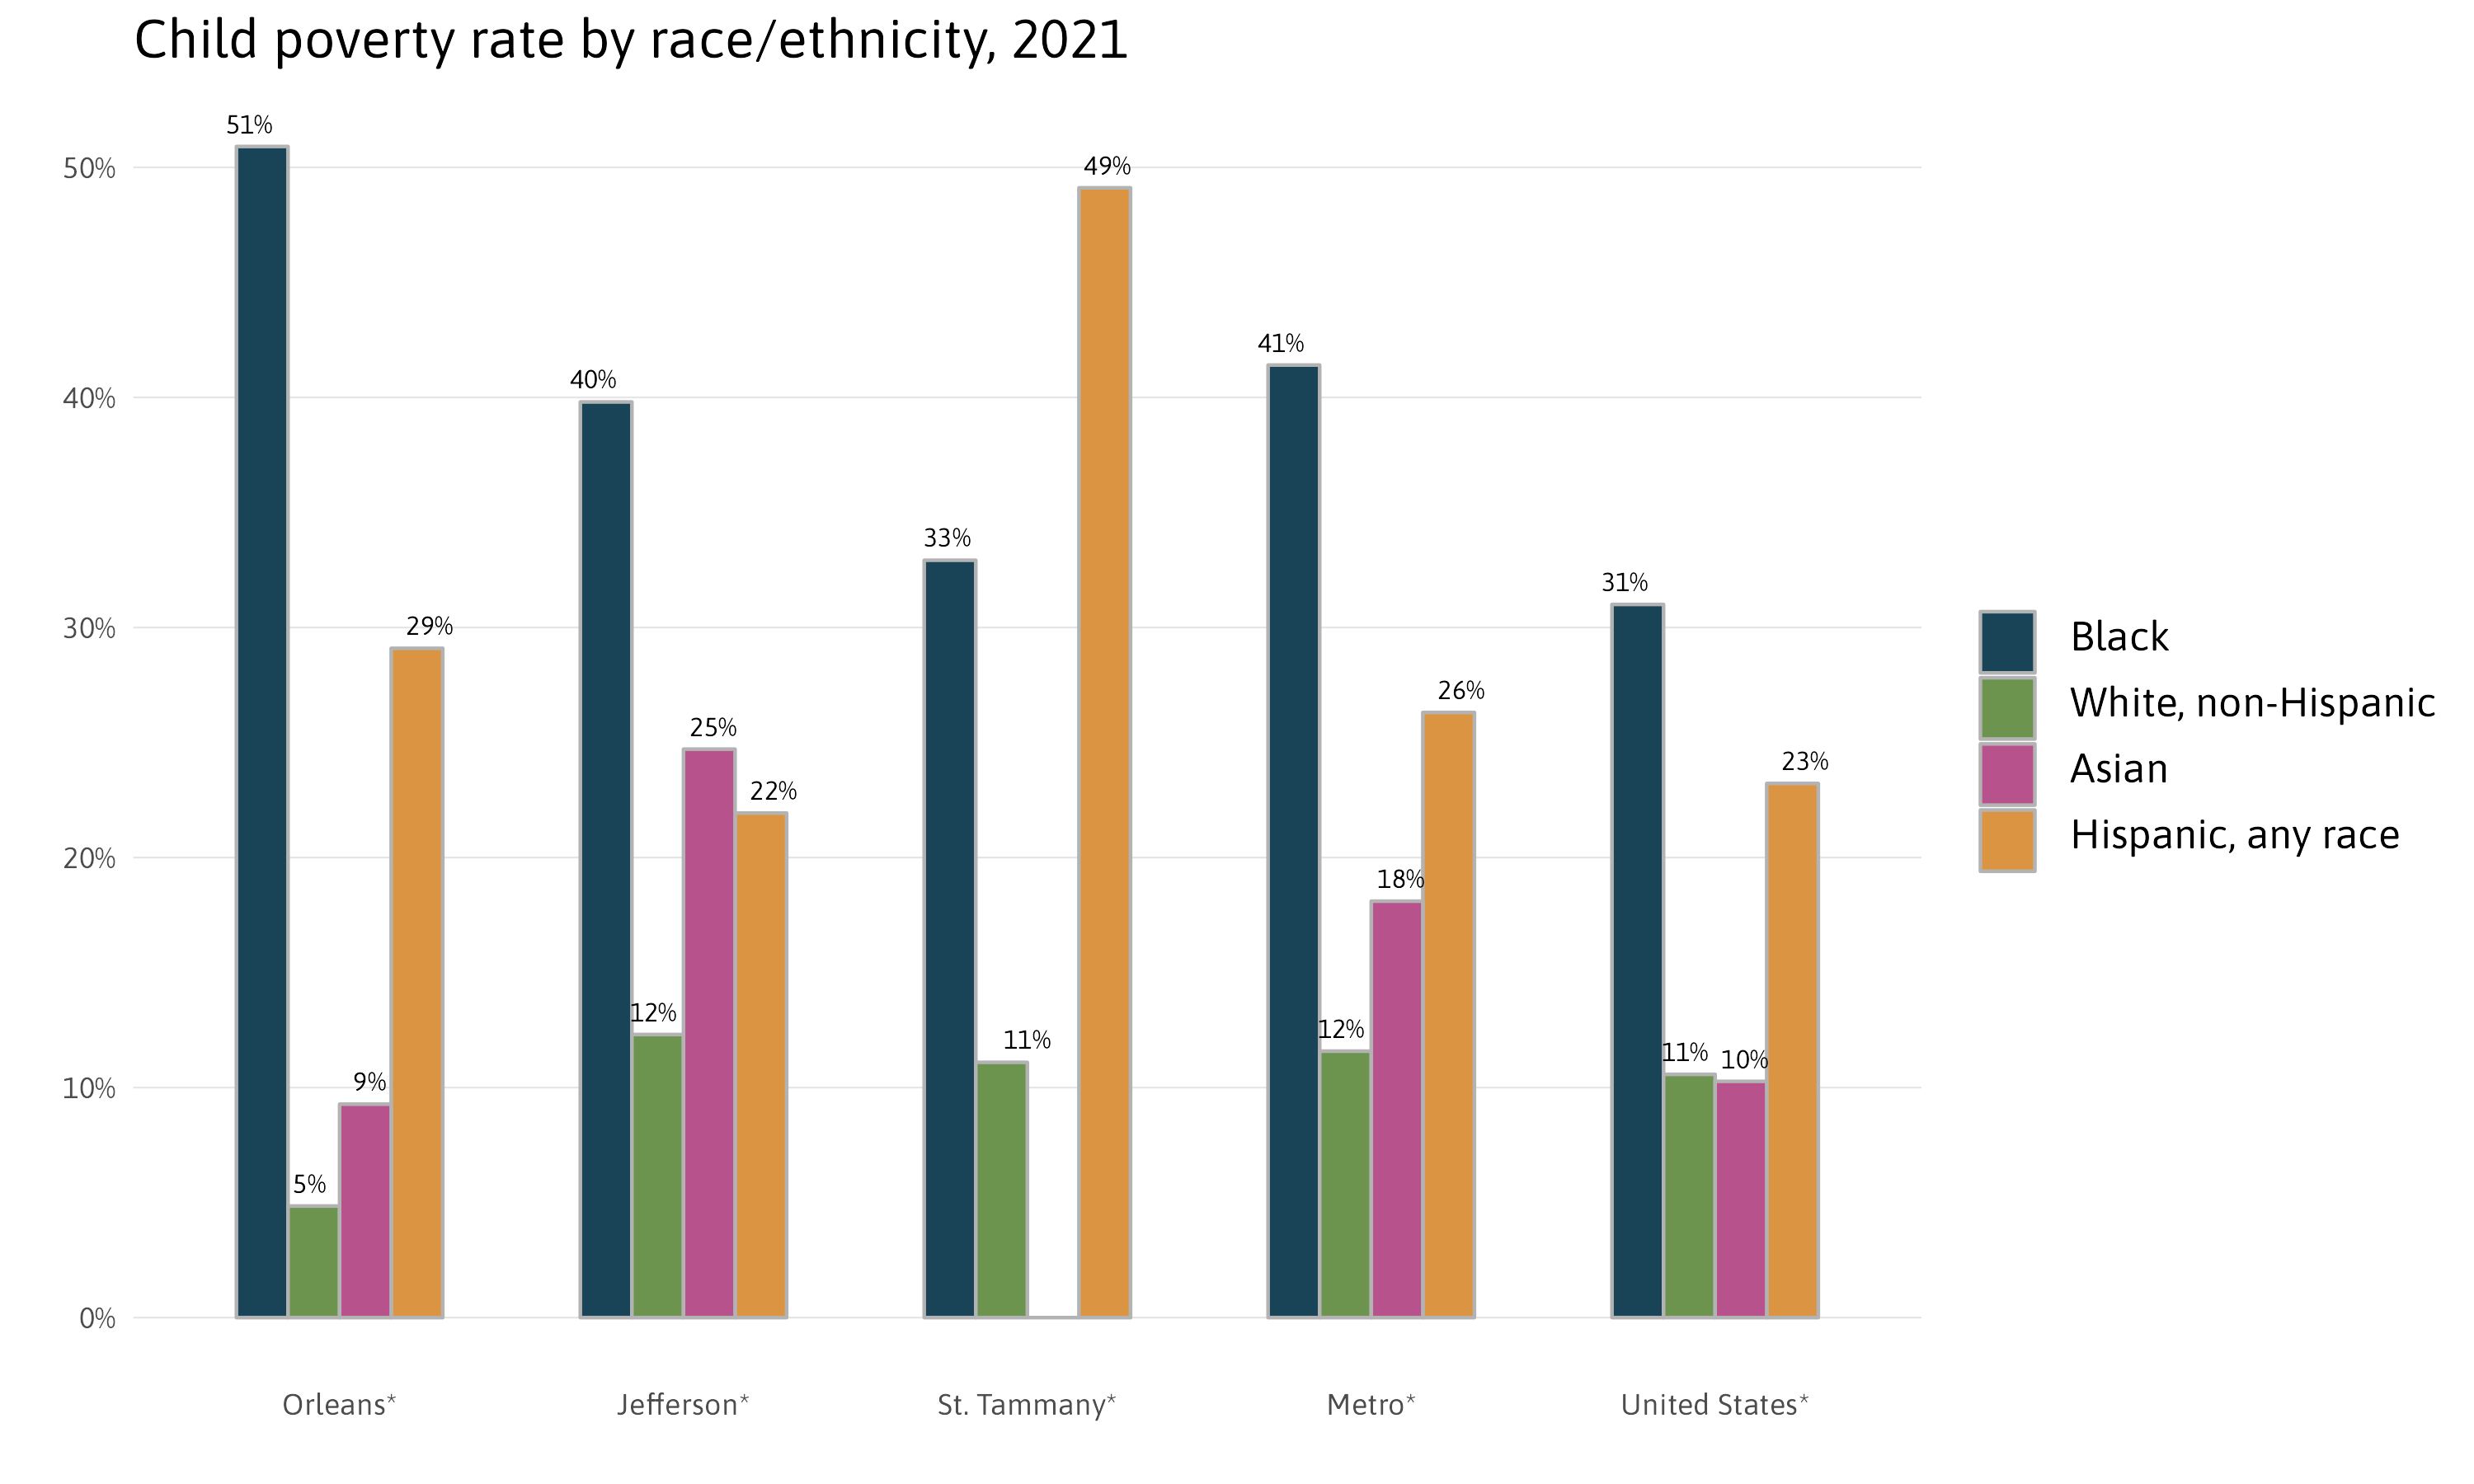 Child poverty rate by race/ethnicity, 2021
51%
50%
49%
41%
40%
40%
33%
31%
30%
29%
26%
25%
23%
22%
20%
18%
12%
12%
11%
11%
10%
10%
9%
5%
0%
Black
White, non-Hispanic
Asian
Hispanic, any race
Orleans*
Jefferson*
St. Tammany*
Metro*
United States*